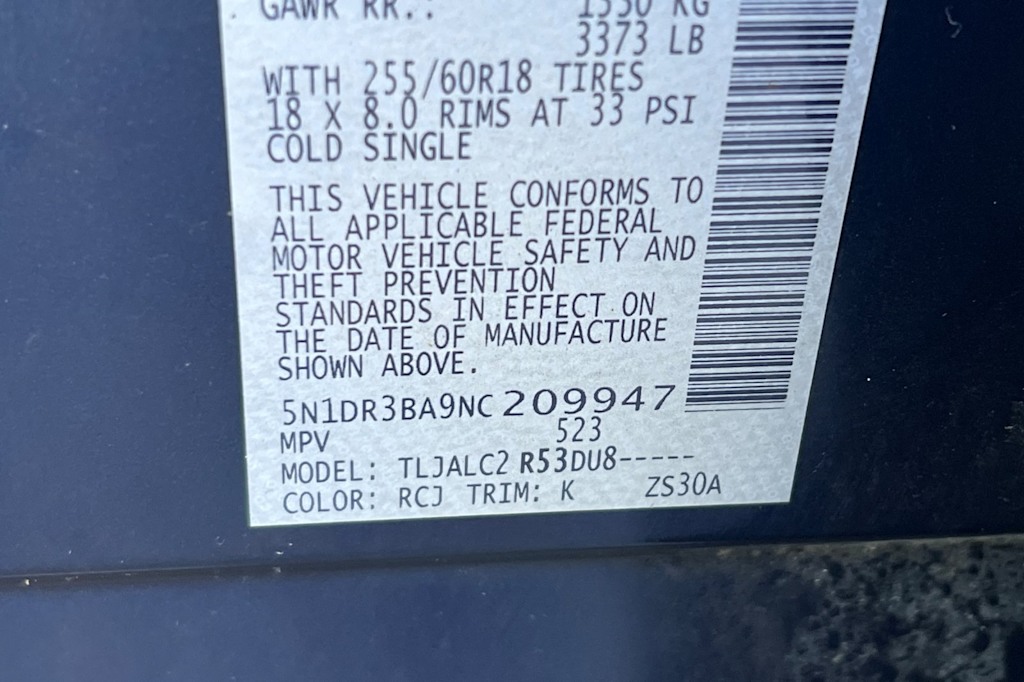 GAWR RR.: 1550 KG
3373 LB
WITH 255/60R18 TIRES
18 X 8.0 RIMS AT 33 PSI
COLD SINGLE
THIS VEHICLE CONFORMS TO
ALL APPLICABLE FEDERAL
MOTOR VEHICLE SAFETY AND
THEFT PREVENTION
STANDARDS IN EFFECT ON
THE DATE OF MANUFACTURE
SHOWN ABOVE.
5N1DR3BA9NC209947
MPV 523
MODEL: TLJALC2 R53DU8-----
COLOR: RCJ TRIM: K ZS30A